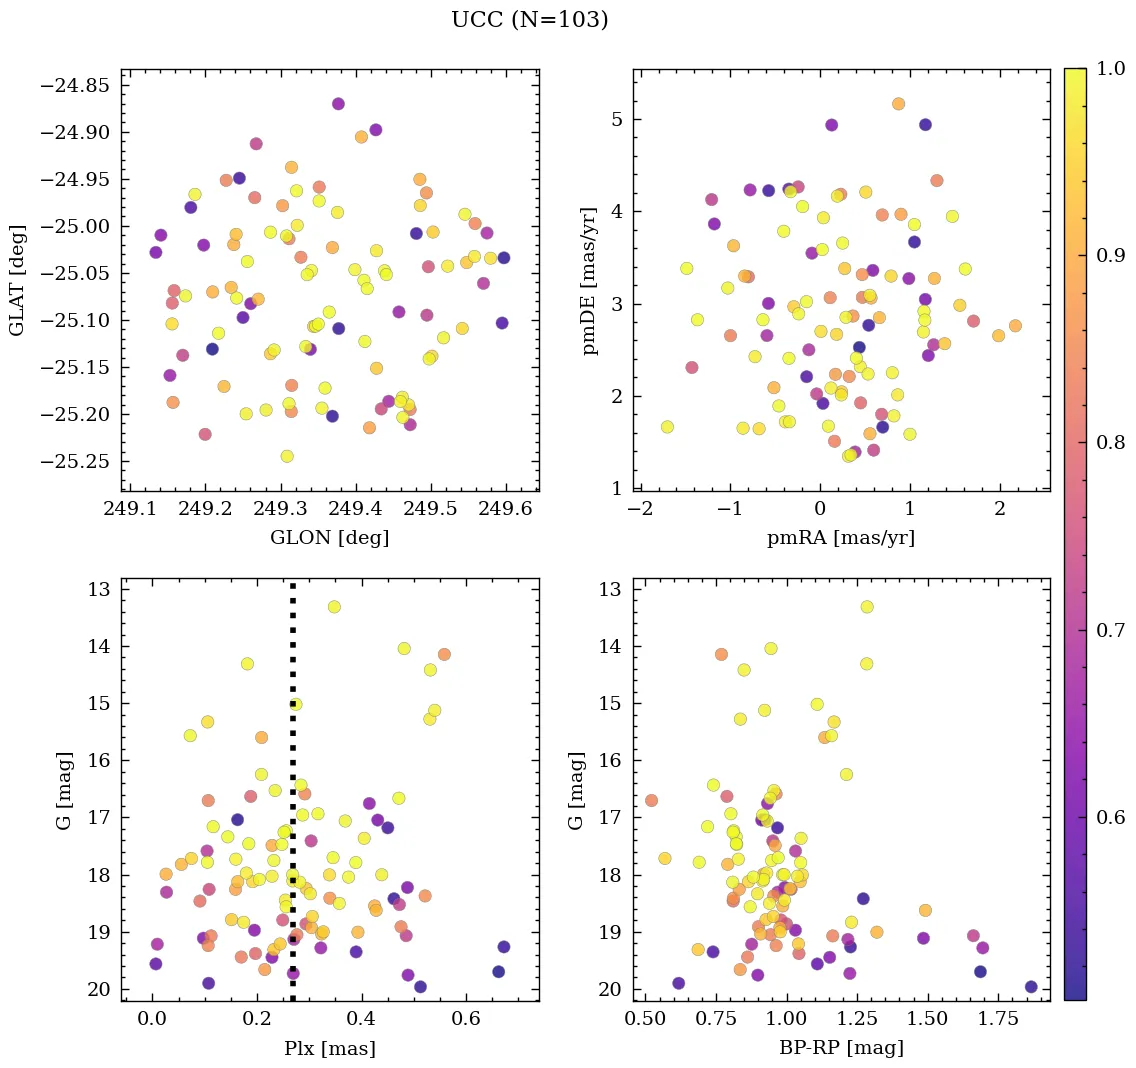 UCC (N=103)
−24.85
−24.90
−24.95
−25.00
−25.05
−25.10
−25.15
−25.20
−25.25
GLAT [deg]
249.1 249.2 249.3 249.4 249.5 249.6
GLON [deg]
5
4
3
2
1
pmDE [mas/yr]
−2 −1 0 1 2
pmRA [mas/yr]
13
14
15
16
17
18
19
20
G [mag]
0.0 0.2 0.4 0.6
Plx [mas]
13
14
15
16
17
18
19
20
G [mag]
0.50 0.75 1.00 1.25 1.50 1.75
BP-RP [mag]
1.0
0.9
0.8
0.7
0.6